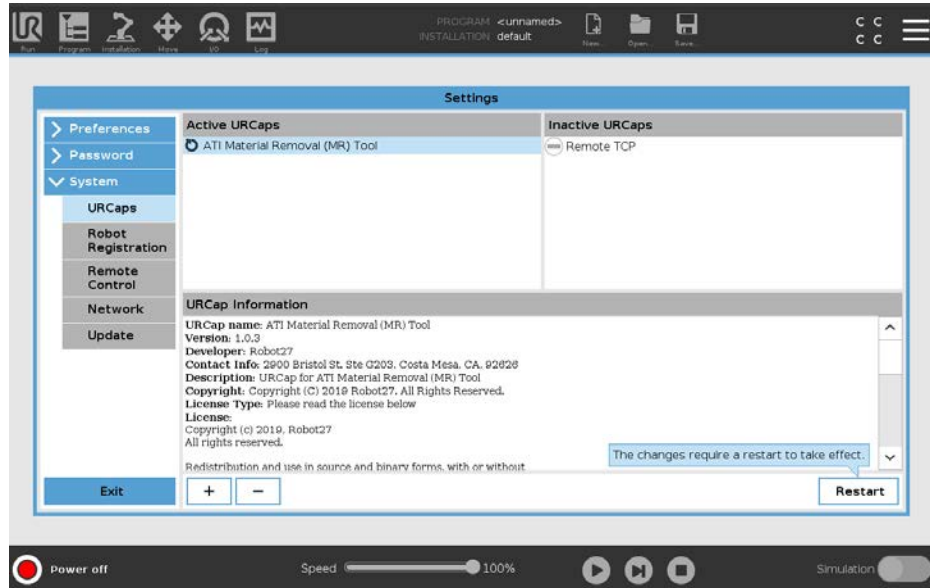 UR
PROGRAM <unnamed>
INSTALLATION default
C C
C C
Run
Program
Installation
Move
I/O
Log
New...
Open...
Save...
Settings
Preferences
Password
System
URCaps
Robot
Registration
Remote
Control
Network
Update
Exit
Active URCaps
ATI Material Removal (MR) Tool
Inactive URCaps
Remote TCP
URCap Information
URCap name: ATI Material Removal (MR) Tool
Version: 1.0.3
Developer: Robot27
Contact Info: 2900 Bristol St. Ste G203, Costa Mesa, CA, 92626
Description: URCap for ATI Material Removal (MR) Tool
Copyright: Copyright (C) 2019 Robot27. All Rights Reserved.
License Type: Please read the license below
License:
Copyright (c) 2019, Robot27
All rights reserved.
Redistribution and use in source and binary forms, with or without
The changes require a restart to take effect.
+
−
Restart
Power off
Speed
100%
Simulation